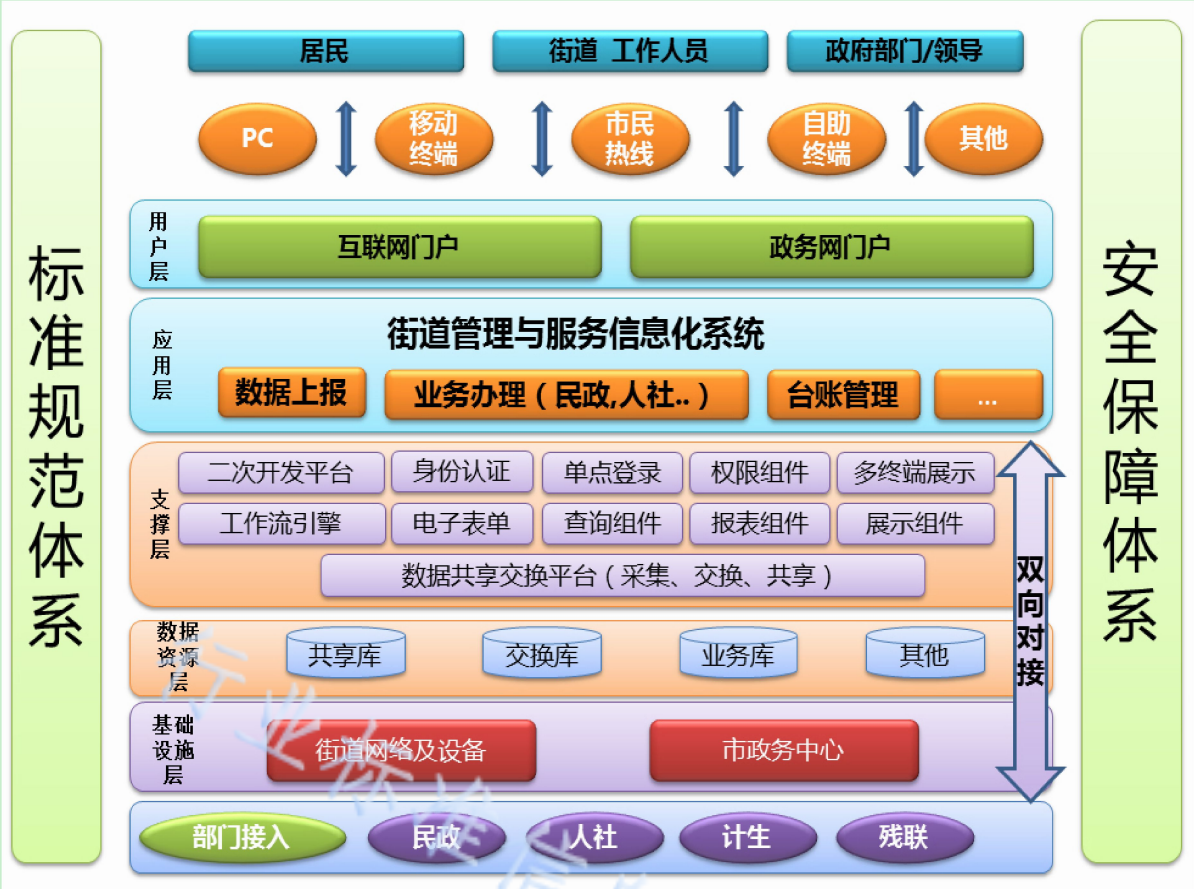 居民
街道 工作人员
政府部门/领导
PC
移动
终端
市民
热线
自助
终端
其他
标准规范体系
安全保障体系
用户层
互联网门户
政务网门户
应用层
街道管理与服务信息化系统
数据上报
业务办理（民政,人社..）
台账管理
...
支撑层
二次开发平台
身份认证
单点登录
权限组件
多终端展示
工作流引擎
电子表单
查询组件
报表组件
展示组件
数据共享交换平台（采集、交换、共享）
双向对接
数据
资源
层
共享库
交换库
业务库
其他
基础
设施
层
街道网络及设备
市政务中心
部门接入
民政
人社
计生
残联
行业标准信